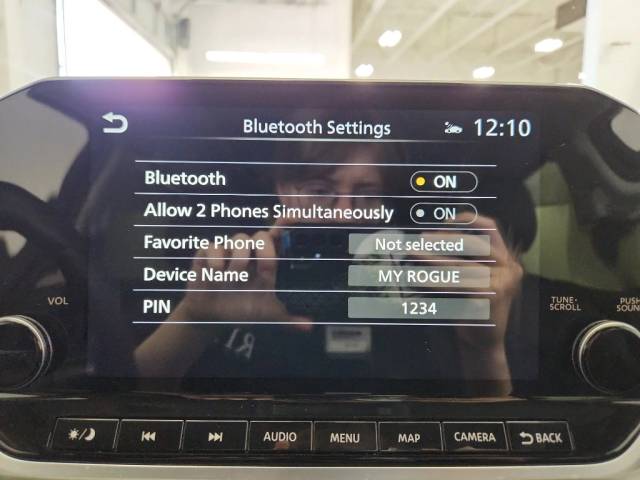 Bluetooth Settings 12:10
Bluetooth ON
Allow 2 Phones Simultaneously ON
Favorite Phone Not selected
Device Name MY ROGUE
PIN 1234
VOL
TUNE·
SCROLL
PUSH
SOUN
AUDIO MENU MAP CAMERA BACK